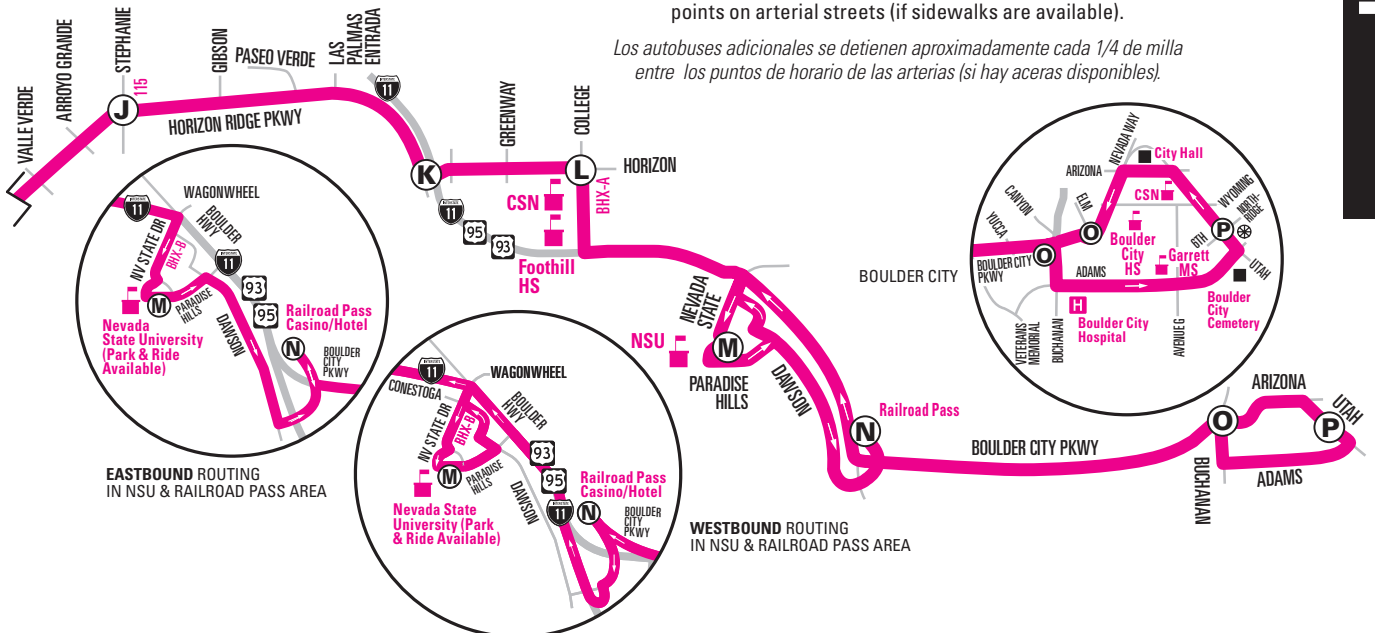 points on arterial streets (if sidewalks are available).
Los autobuses adicionales se detienen aproximadamente cada 1/4 de milla
entre los puntos de horario de las arterias (si hay aceras disponibles).
VALLE VERDE
ARROYO GRANDE
STEPHANIE
J
115
GIBSON
PASEO VERDE
LAS
PALMAS
ENTRADA
HORIZON RIDGE PKWY
INTERSTATE
11
K
GREENWAY
COLLEGE
L
HORIZON
BHX-A
CSN
Foothill
HS
INTERSTATE
11
95
93
NEVADA
STATE
NSU
M
PARADISE
HILLS
DAWSON
Railroad Pass
N
BOULDER CITY PKWY
O
ARIZONA
UTAH
P
BUCHANAN
ADAMS
BOULDER CITY
NEVADA WAY
City Hall
ARIZONA
CANYON
ELM
CSN
WYOMING
NORTH-
RIDGE
YUCCA
O
O
P
6TH
Boulder
City
HS
Garrett
MS
UTAH
BOULDER CITY
PKWY
ADAMS
H
Boulder City
Hospital
Boulder
City
Cemetery
VETERANS
MEMORIAL
BUCHANAN
AVENUE G
WAGONWHEEL
INTERSTATE
11
NV STATE DR
BHX-B
BOULDER
HWY
INTERSTATE
11
93
95
M
PARADISE
HILLS
DAWSON
Nevada
State University
(Park & Ride
Available)
Railroad Pass
Casino/Hotel
N
BOULDER
CITY
PKWY
EASTBOUND ROUTING
IN NSU & RAILROAD PASS AREA
INTERSTATE
11
WAGONWHEEL
CONESTOGA
NV STATE DR
BHX-B
BOULDER
HWY
93
95
M
PARADISE
HILLS
DAWSON
INTERSTATE
11
Nevada State
University (Park
& Ride Available)
Railroad Pass
Casino/Hotel
N
BOULDER
CITY
PKWY
WESTBOUND ROUTING
IN NSU & RAILROAD PASS AREA